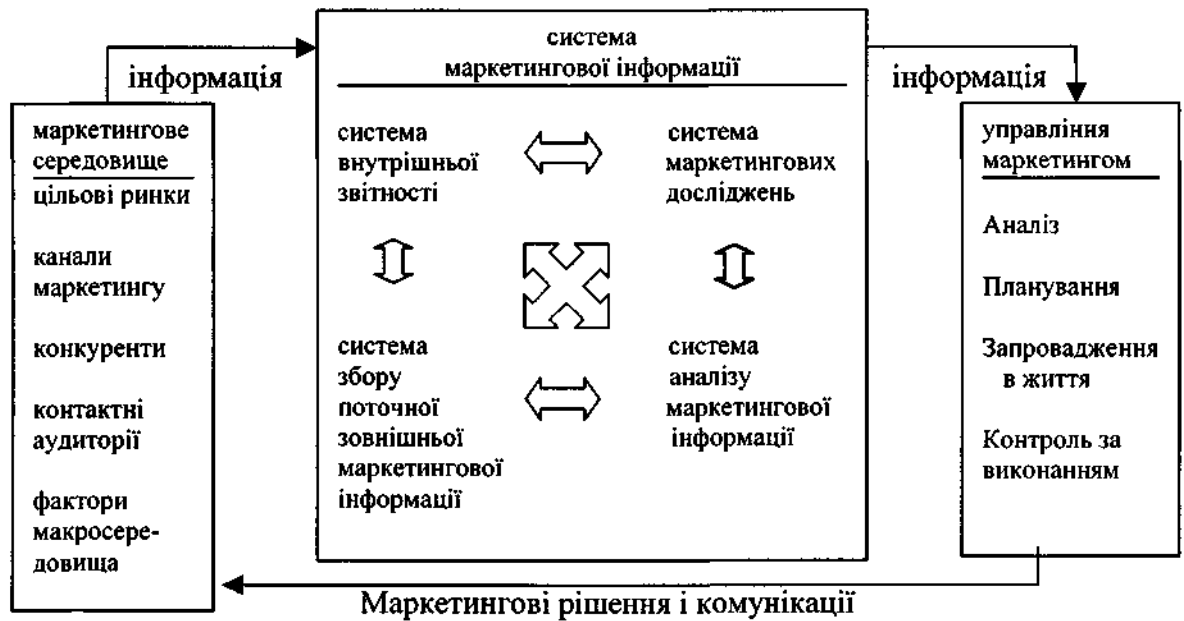 система
маркетингової інформації
інформація
інформація
маркетингове
середовище
цільові ринки
канали
маркетингу
конкуренти
контактні
аудиторії
фактори
макросере-
довища
система
внутрішньої
звітності
система
маркетингових
досліджень
система
збору
поточної
зовнішньої
маркетингової
інформації
система
аналізу
маркетингової
інформації
управління
маркетингом
Аналіз
Планування
Запровадження
в життя
Контроль за
виконанням
Маркетингові рішення і комунікації